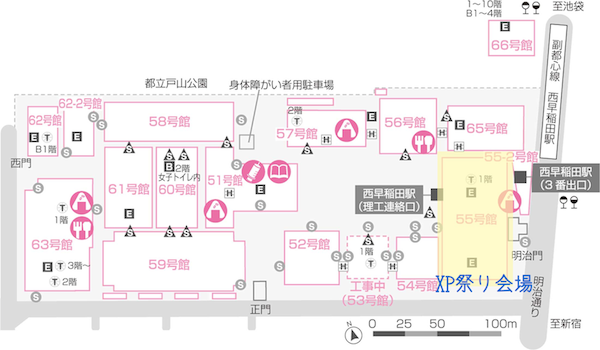 1〜10階
B1〜4階
至池袋
66号館
副都心線 西早稲田駅
都立戸山公園
身体障がい者用駐車場
62-2号館
62号館
E T
B1階
58号館
2階
T
57号館
56号館
65号館
55-2号館
西門
61号館
B 2階
女子トイレ内
60号館
51号館
西早稲田駅
(理工連絡口)
T 1階
西早稲田駅
(3番出口)
55号館
T
1階
63号館
59号館
E T 3階〜
T 2階
52号館
1階
T
工事中
(53号館)
54号館
明治門
明治通り
XP祭り会場
正門
0 25 50 100m
至新宿